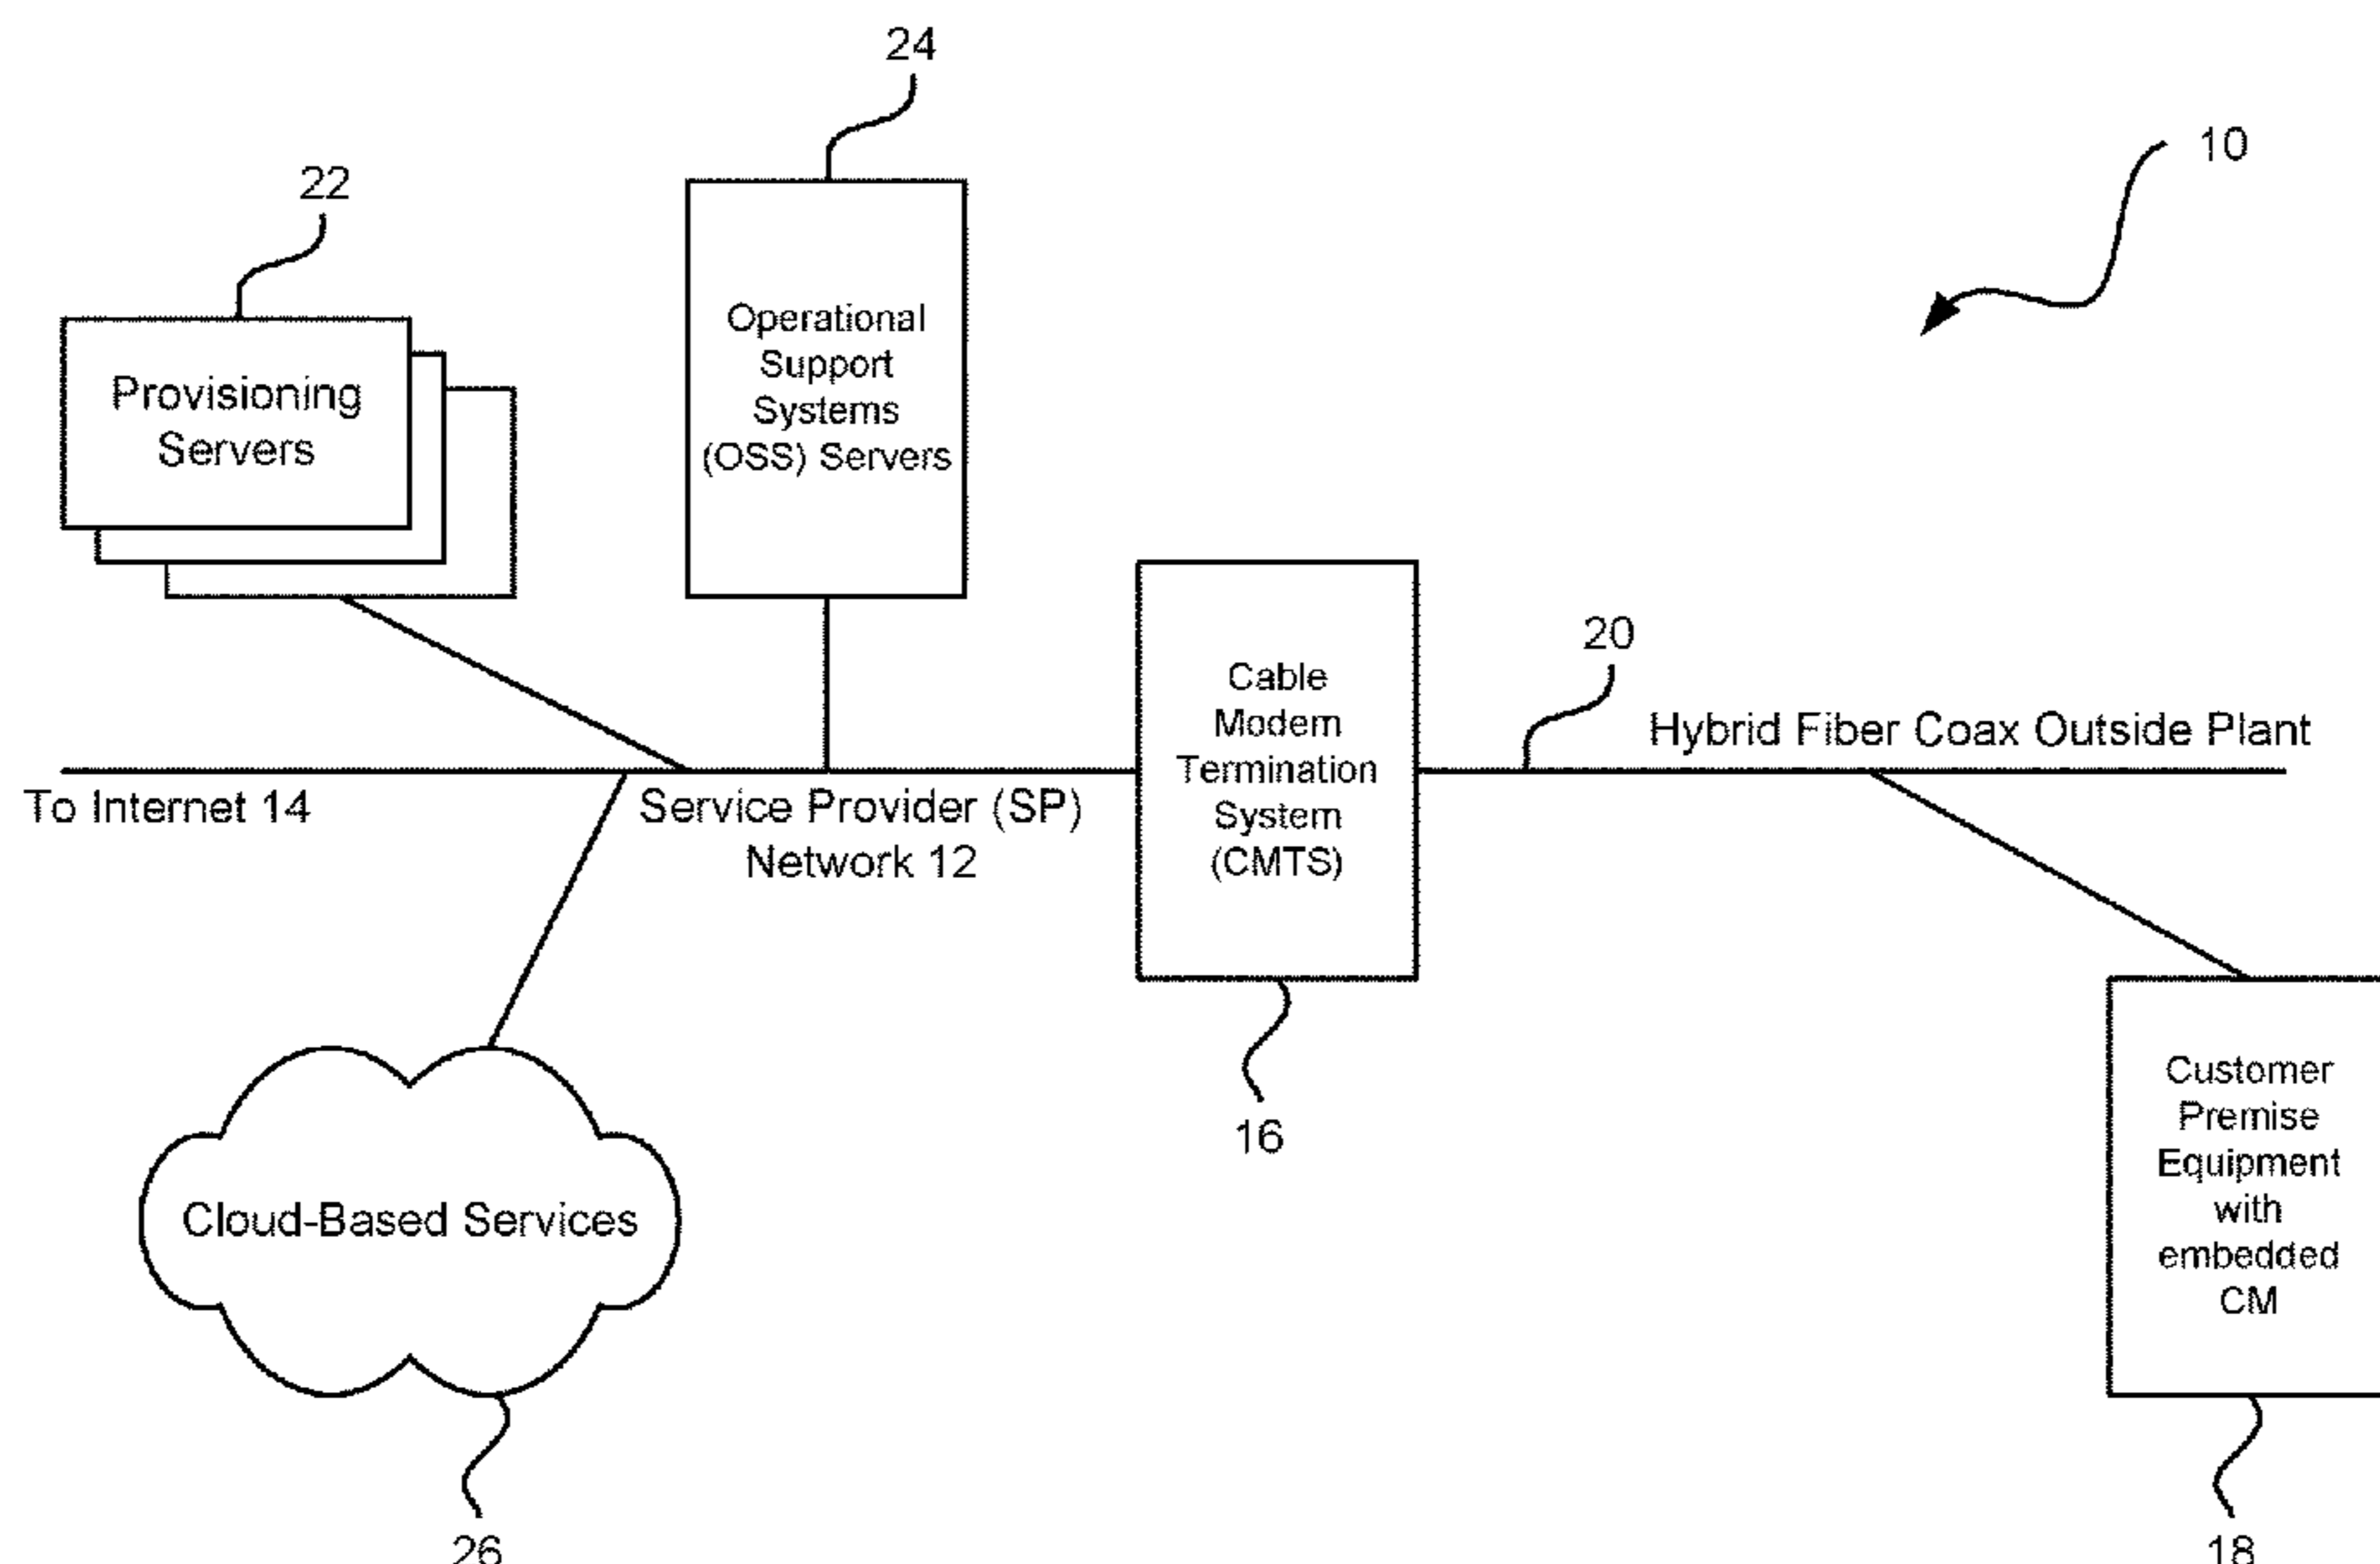 24
10
22
Operational
Support
Systems
(OSS) Servers
Provisioning
Servers
20
Cable
Modem
Termination
System
(CMTS)
Hybrid Fiber Coax Outside Plant
To Internet 14
Service Provider (SP)
Network 12
16
Customer
Premise
Equipment
with
embedded
CM
Cloud-Based Services
26
18